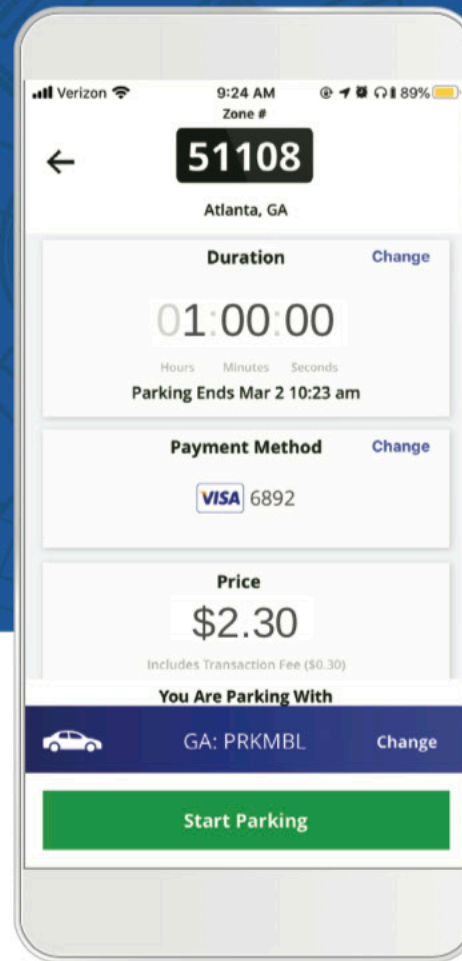 Verizon 9:24 AM 89%
Zone #
51108
Atlanta, GA
Duration Change
01:00:00
Hours Minutes Seconds
Parking Ends Mar 2 10:23 am
Payment Method Change
VISA 6892
Price
$2.30
Includes Transaction Fee ($0.30)
You Are Parking With
GA: PRKMBL Change
Start Parking